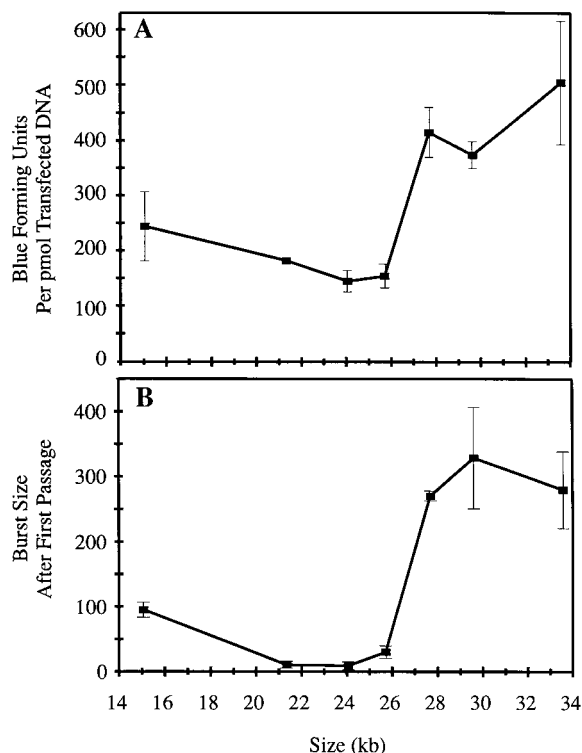 A
600
500
400
300
200
100
0
Blue Forming Units
Per pmol Transfected DNA
B
400
300
200
100
0
Burst Size
After First Passage
14 16 18 20 22 24 26 28 30 32 34
Size (kb)